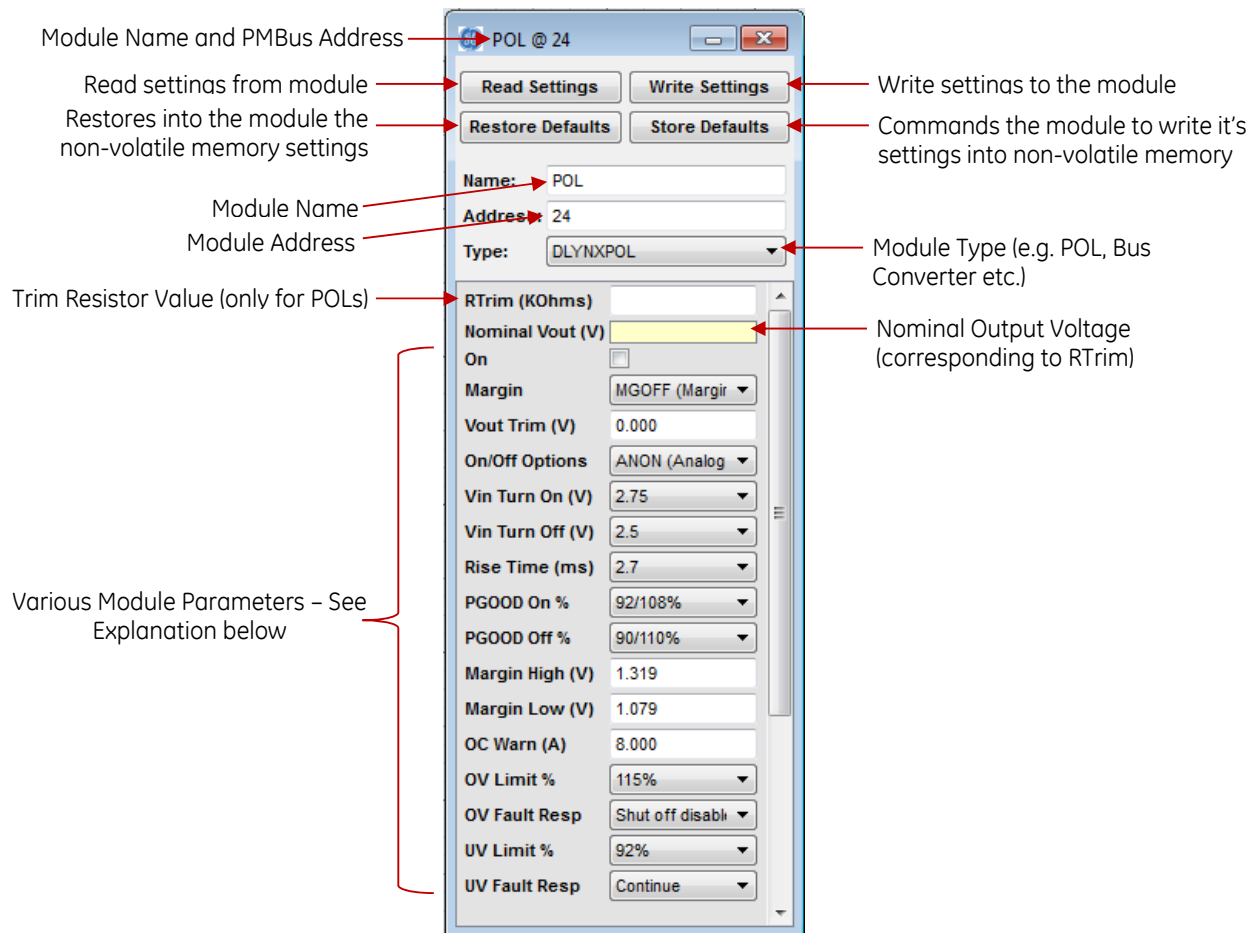 Module Name and PMBus Address
POL @ 24
Read settings from module
Read Settings
Write Settings
Write settings to the module
Restores into the module the
non-volatile memory settings
Restore Defaults
Store Defaults
Commands the module to write it's
settings into non-volatile memory
Name: POL
Module Name
Address: 24
Module Address
Type: DLYNXPOL
Module Type (e.g. POL, Bus
Converter etc.)
Trim Resistor Value (only for POLs)
RTrim (KOhms)
Nominal Vout (V)
Nominal Output Voltage
(corresponding to RTrim)
On
Margin MGOFF (Margin
Vout Trim (V) 0.000
On/Off Options ANON (Analog
Vin Turn On (V) 2.75
Vin Turn Off (V) 2.5
Rise Time (ms) 2.7
Various Module Parameters – See
Explanation below
PGOOD On % 92/108%
PGOOD Off % 90/110%
Margin High (V) 1.319
Margin Low (V) 1.079
OC Warn (A) 8.000
OV Limit % 115%
OV Fault Resp Shut off disabl
UV Limit % 92%
UV Fault Resp Continue